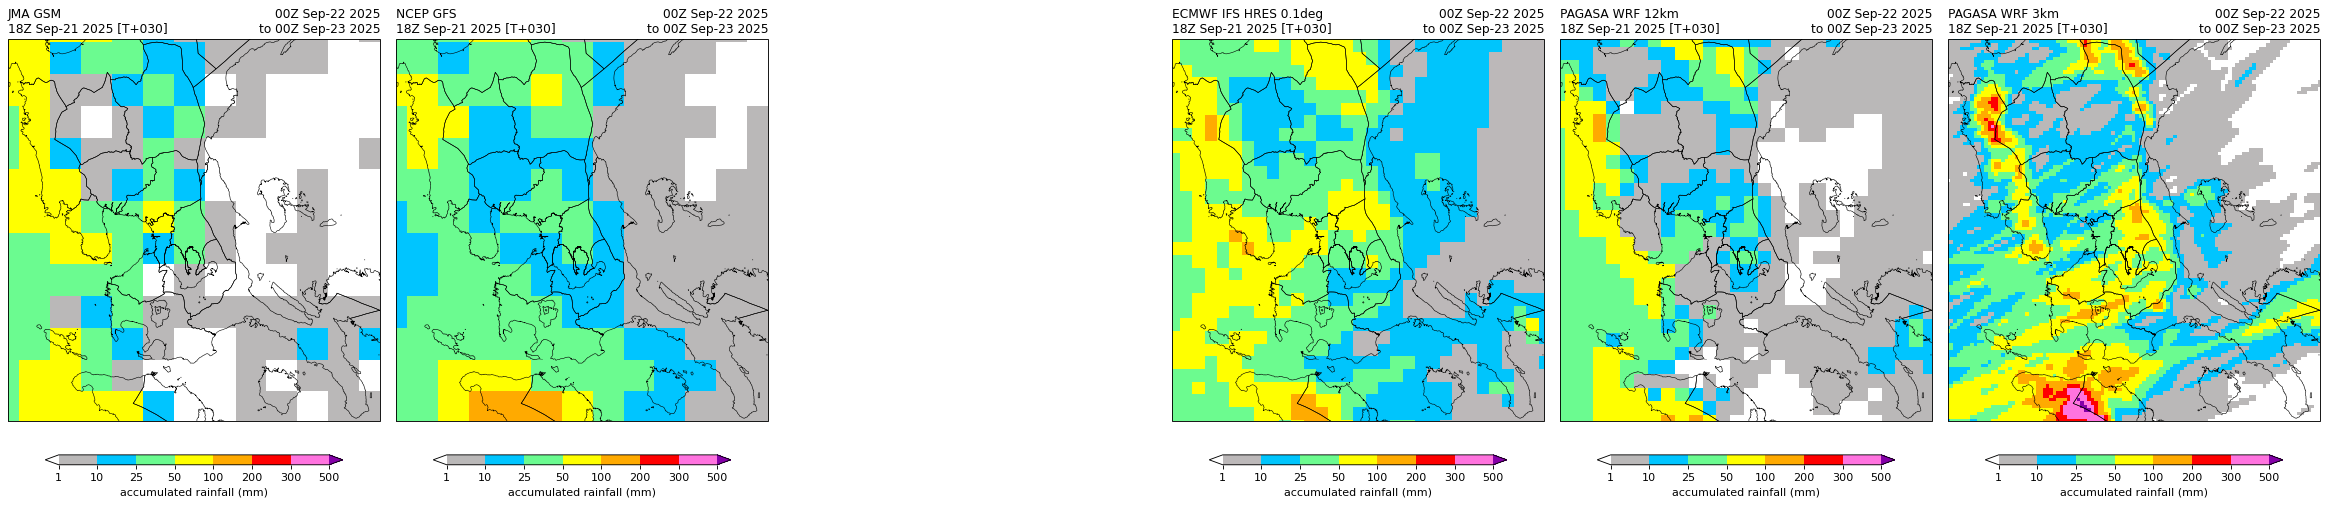 JMA GSM 00Z Sep-22 2025
18Z Sep-21 2025 [T+030] to 00Z Sep-23 2025
1 10 25 50 100 200 300 500
accumulated rainfall (mm)
NCEP GFS 00Z Sep-22 2025
18Z Sep-21 2025 [T+030] to 00Z Sep-23 2025
1 10 25 50 100 200 300 500
accumulated rainfall (mm)
ECMWF IFS HRES 0.1deg 00Z Sep-22 2025
18Z Sep-21 2025 [T+030] to 00Z Sep-23 2025
1 10 25 50 100 200 300 500
accumulated rainfall (mm)
PAGASA WRF 12km 00Z Sep-22 2025
18Z Sep-21 2025 [T+030] to 00Z Sep-23 2025
1 10 25 50 100 200 300 500
accumulated rainfall (mm)
PAGASA WRF 3km 00Z Sep-22 2025
18Z Sep-21 2025 [T+030] to 00Z Sep-23 2025
1 10 25 50 100 200 300 500
accumulated rainfall (mm)